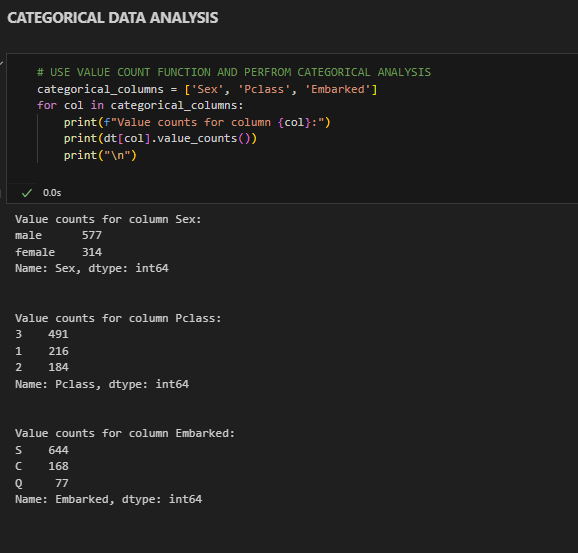 CATEGORICAL DATA ANALYSIS
# USE VALUE COUNT FUNCTION AND PERFROM CATEGORICAL ANALYSIS
categorical_columns = ['Sex', 'Pclass', 'Embarked']
for col in categorical_columns:
    print(f"Value counts for column {col}:")
    print(dt[col].value_counts())
    print("\n")
0.0s
Value counts for column Sex:
male      577
female    314
Name: Sex, dtype: int64
Value counts for column Pclass:
3    491
1    216
2    184
Name: Pclass, dtype: int64
Value counts for column Embarked:
S    644
C    168
Q     77
Name: Embarked, dtype: int64